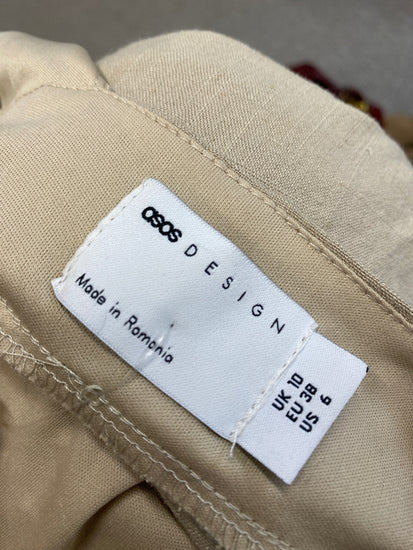 asos DESIGN
Made in Romania
UK 10
EU 38
US 6